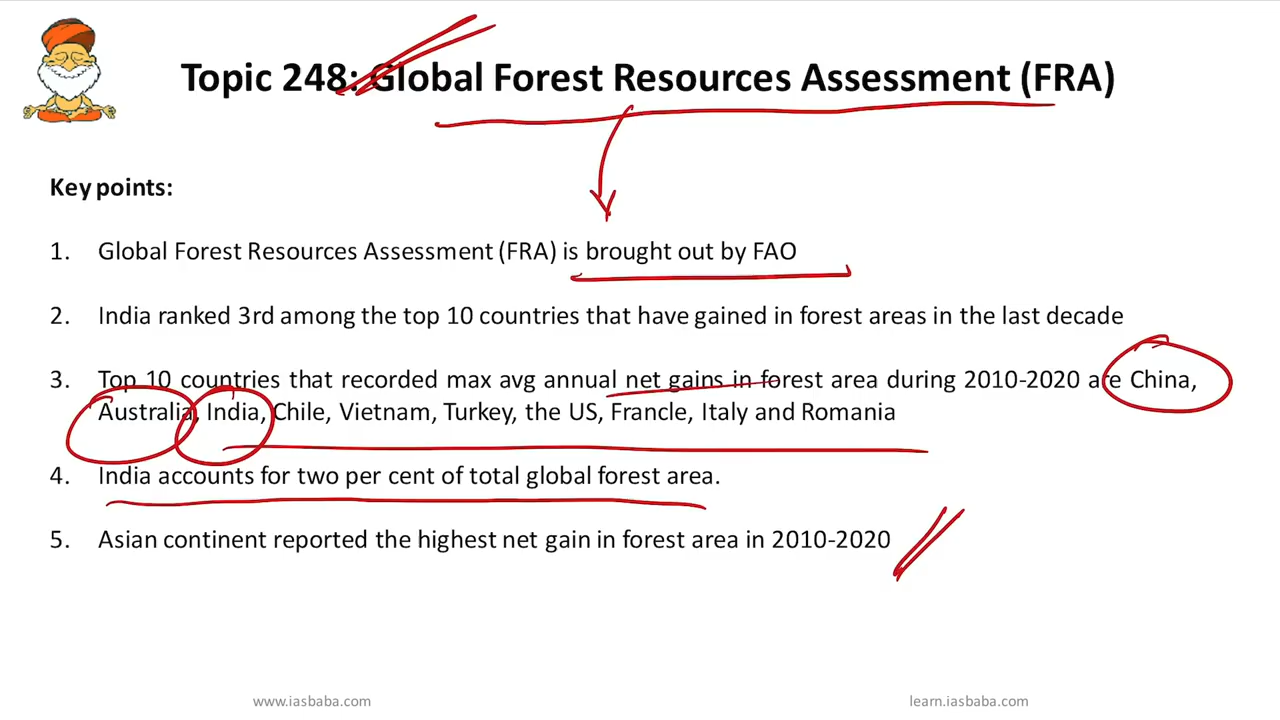 Topic 248: Global Forest Resources Assessment (FRA)
Key points:
1. Global Forest Resources Assessment (FRA) is brought out by FAO
2. India ranked 3rd among the top 10 countries that have gained in forest areas in the last decade
3. Top 10 countries that recorded max avg annual net gains in forest area during 2010-2020 are China,
Australia, India, Chile, Vietnam, Turkey, the US, Francle, Italy and Romania
4. India accounts for two per cent of total global forest area.
5. Asian continent reported the highest net gain in forest area in 2010-2020
www.iasbaba.com
learn.iasbaba.com